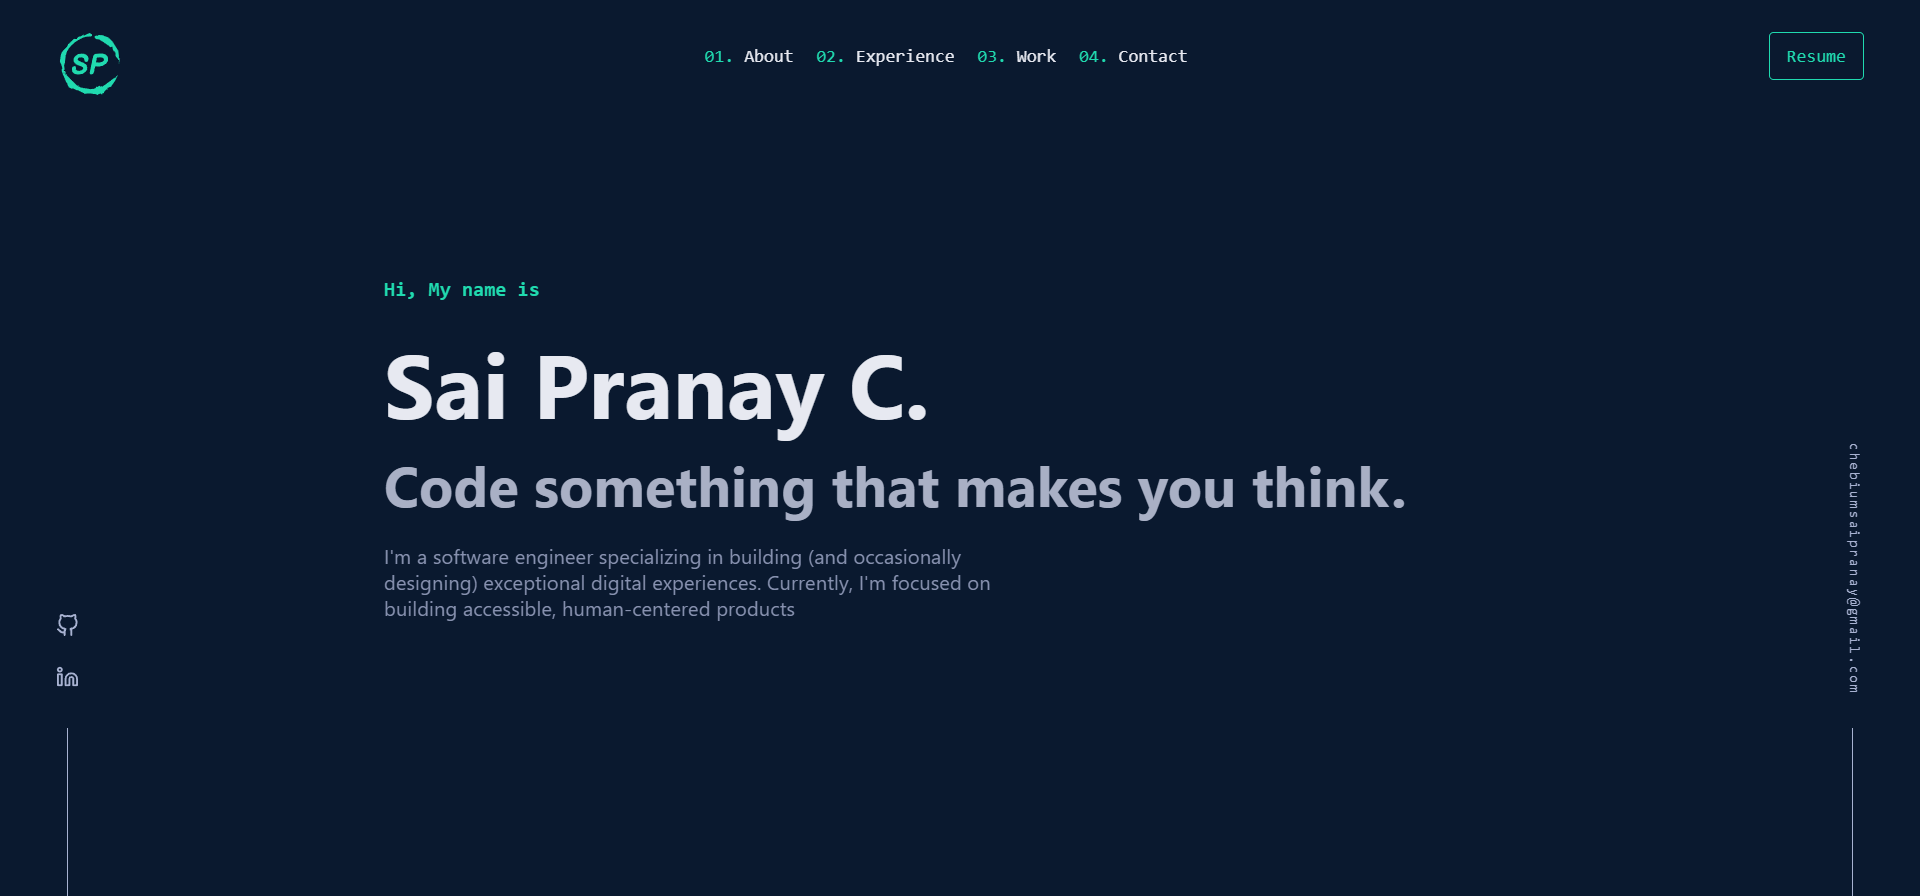 SP
01. About 02. Experience 03. Work 04. Contact
Resume
Hi, My name is
Sai Pranay C.
Code something that makes you think.
I'm a software engineer specializing in building (and occasionally
designing) exceptional digital experiences. Currently, I'm focused on
building accessible, human-centered products
in
chebiumsaipranay@gmail.com